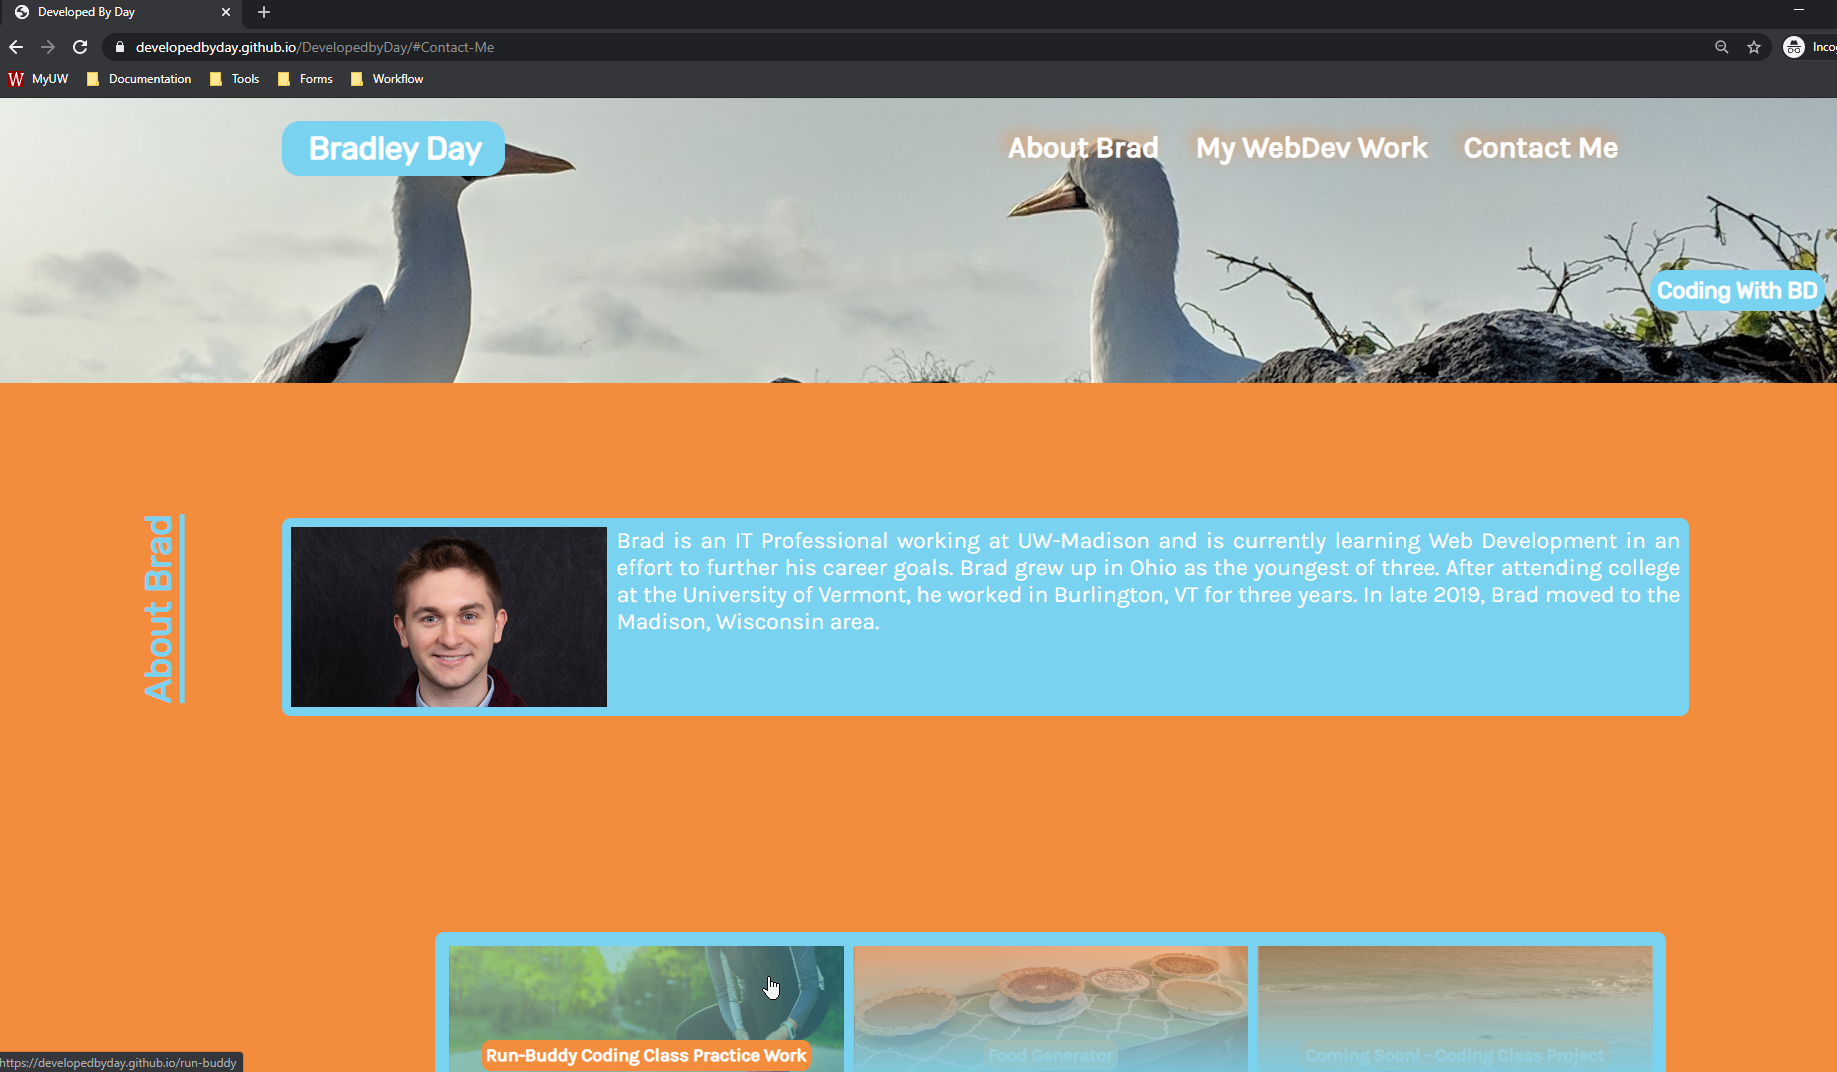 Developed By Day
developedbyday.github.io/DevelopedbyDay/#Contact-Me
Inco
MyUW
Documentation
Tools
Forms
Workflow
Bradley Day
About Brad
My WebDev Work
Contact Me
Coding With BD
About Brad
Brad is an IT Professional working at UW-Madison and is currently learning Web Development in an
effort to further his career goals. Brad grew up in Ohio as the youngest of three. After attending college
at the University of Vermont, he worked in Burlington, VT for three years. In late 2019, Brad moved to the
Madison, Wisconsin area.
Run-Buddy Coding Class Practice Work
Food Generator
Coming Soon! - Coding Class Project
https://developedbyday.github.io/run-buddy